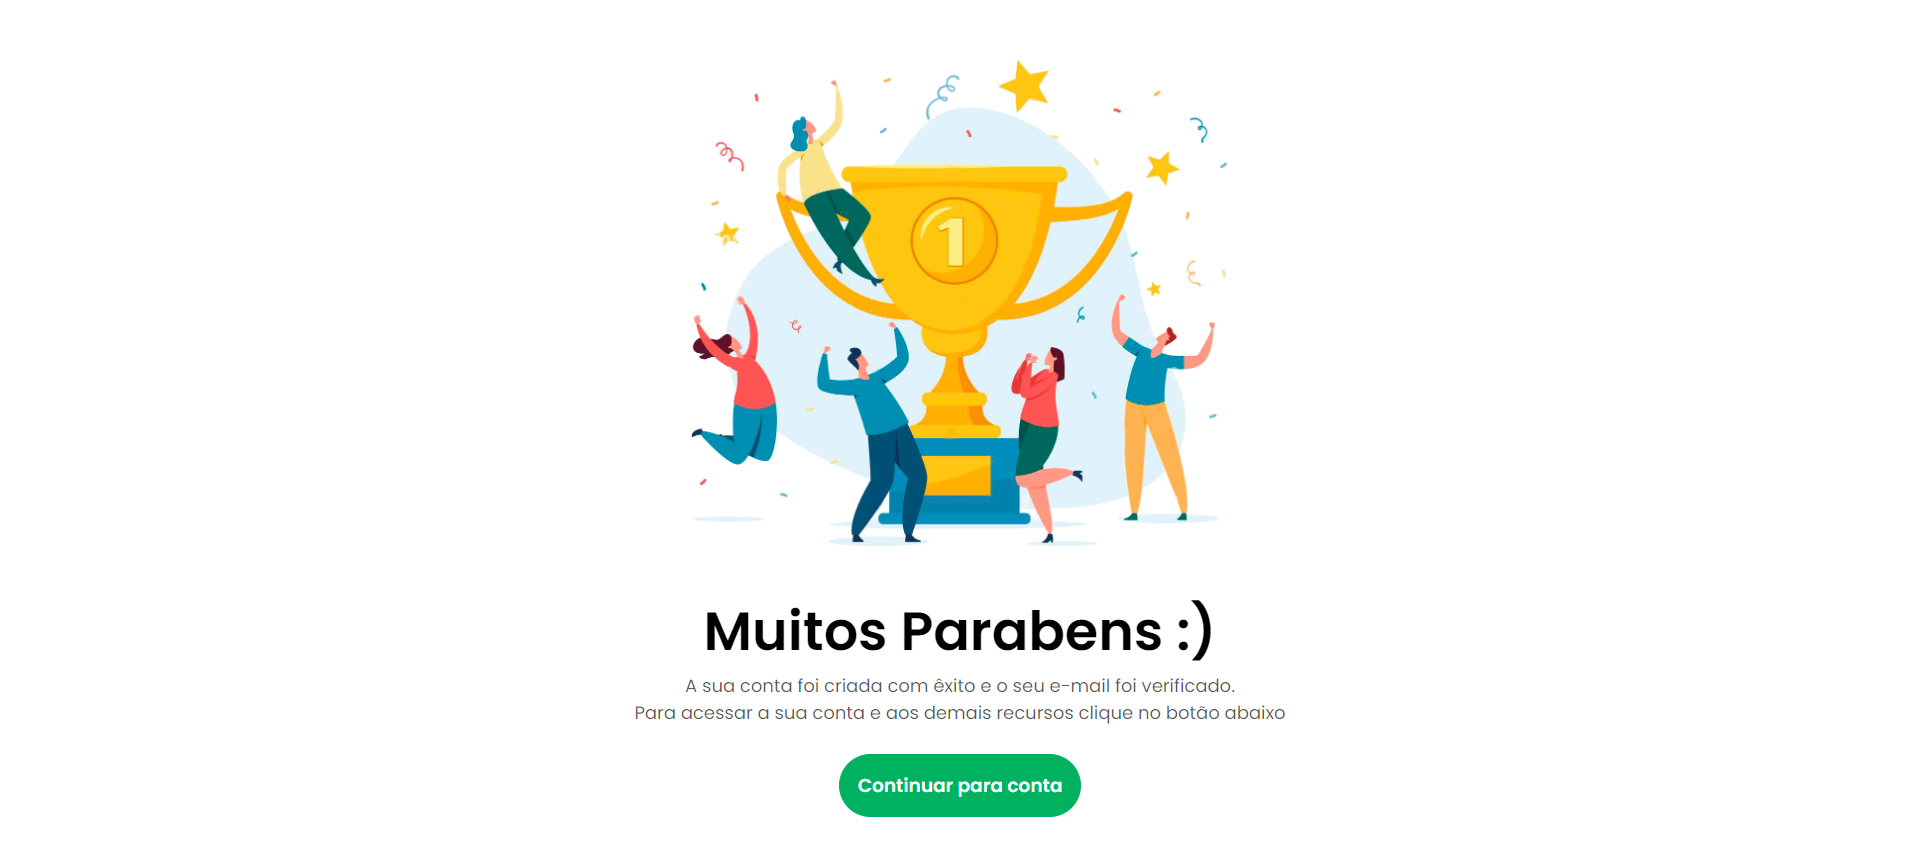 1
Muitos Parabens :)
A sua conta foi criada com êxito e o seu e-mail foi verificado.
Para acessar a sua conta e aos demais recursos clique no botão abaixo
Continuar para conta